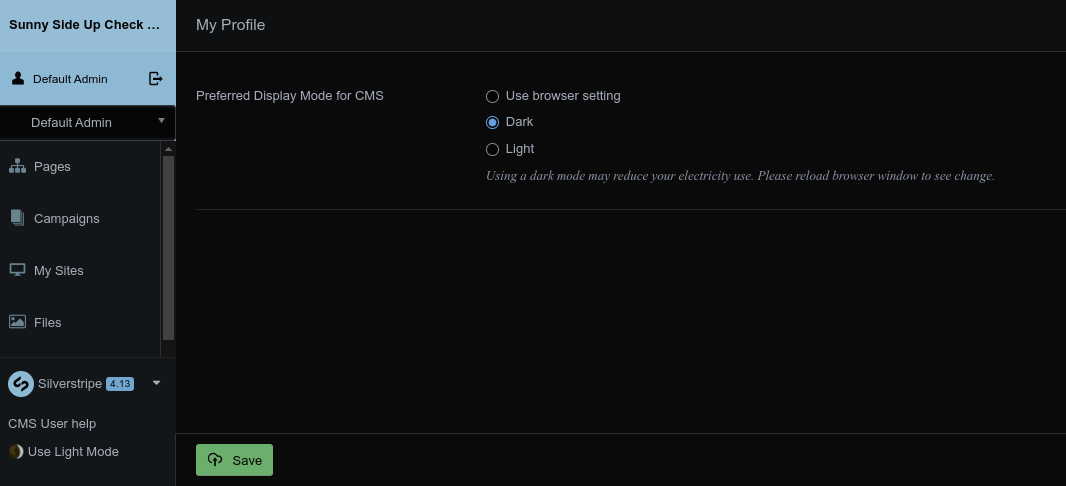 Sunny Side Up Check ...
Default Admin
Default Admin
Pages
Campaigns
My Sites
Files
Silverstripe 4.13
CMS User help
Use Light Mode
My Profile
Preferred Display Mode for CMS
Use browser setting
Dark
Light
Using a dark mode may reduce your electricity use. Please reload browser window to see change.
Save